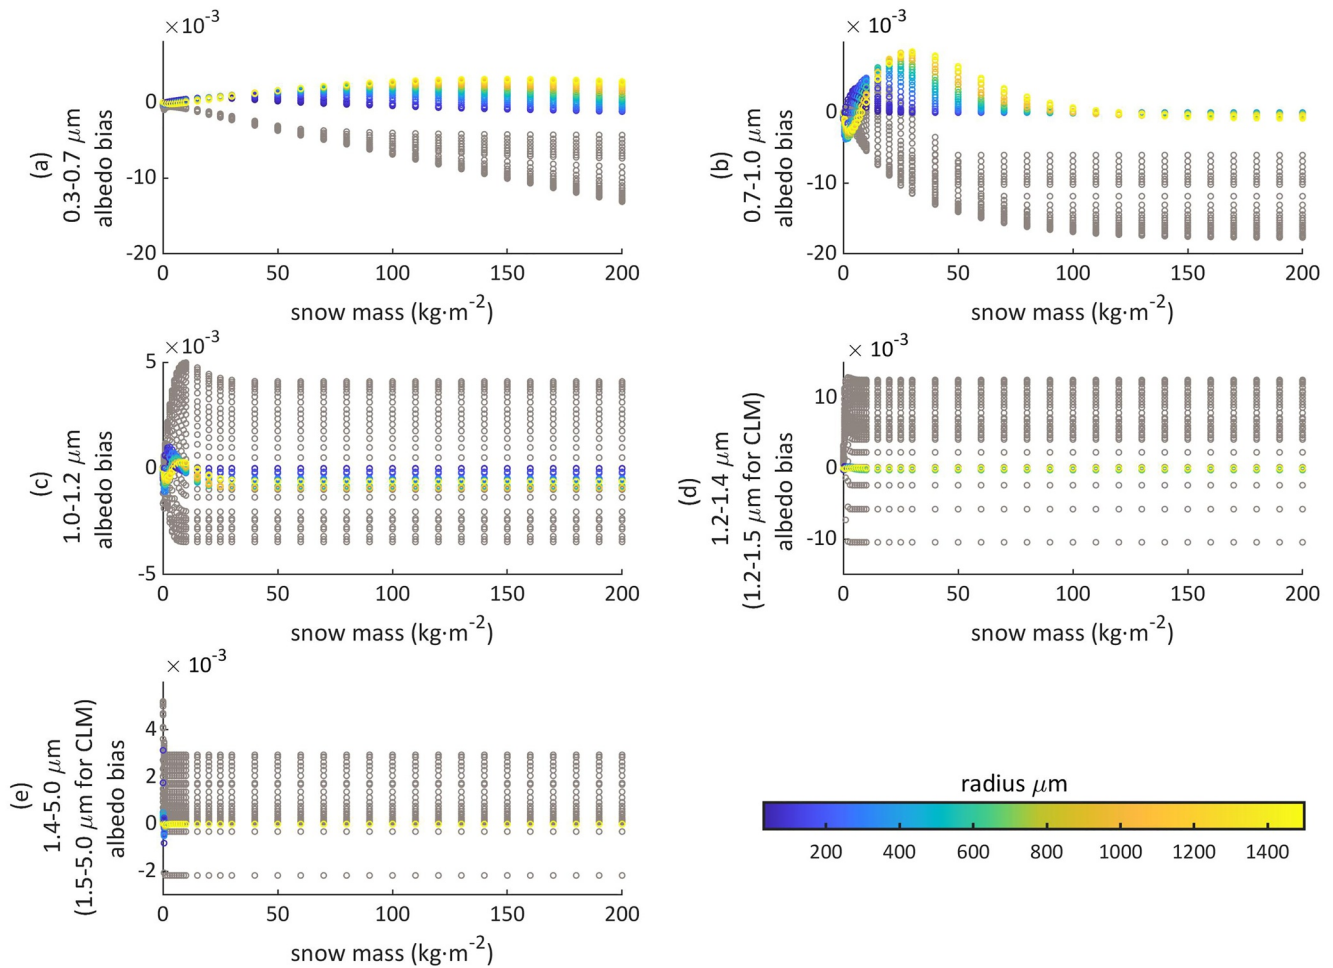 ×10-3
0
-10
-20
0 50 100 150 200
snow mass (kg·m-2)
(a)
0.3-0.7 μm
albedo bias
×10-3
0
-10
-20
0 50 100 150 200
snow mass (kg·m-2)
(b)
0.7-1.0 μm
albedo bias
×10-3
5
0
-5
0 50 100 150 200
snow mass (kg·m-2)
(c)
1.0-1.2 μm
albedo bias
× 10-3
10
0
-10
0 50 100 150 200
snow mass (kg·m-2)
(d)
1.2-1.4 μm
(1.2-1.5 μm for CLM)
albedo bias
× 10-3
4
2
0
-2
0 50 100 150 200
snow mass (kg·m-2)
(e)
1.4-5.0 μm
(1.5-5.0 μm for CLM)
albedo bias
radius μm
200 400 600 800 1000 1200 1400